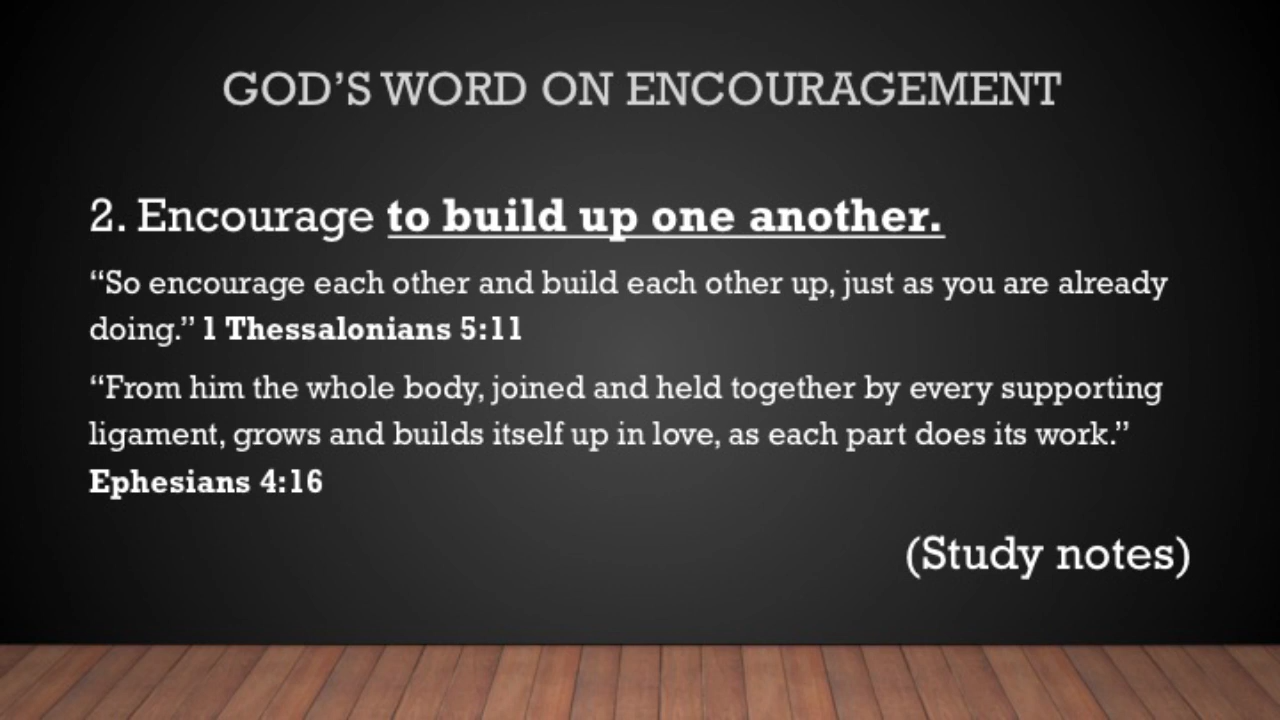 GOD’S WORD ON ENCOURAGEMENT
2. Encourage to build up one another.
“So encourage each other and build each other up, just as you are already
doing.” 1 Thessalonians 5:11
“From him the whole body, joined and held together by every supporting
ligament, grows and builds itself up in love, as each part does its work.”
Ephesians 4:16
(Study notes)